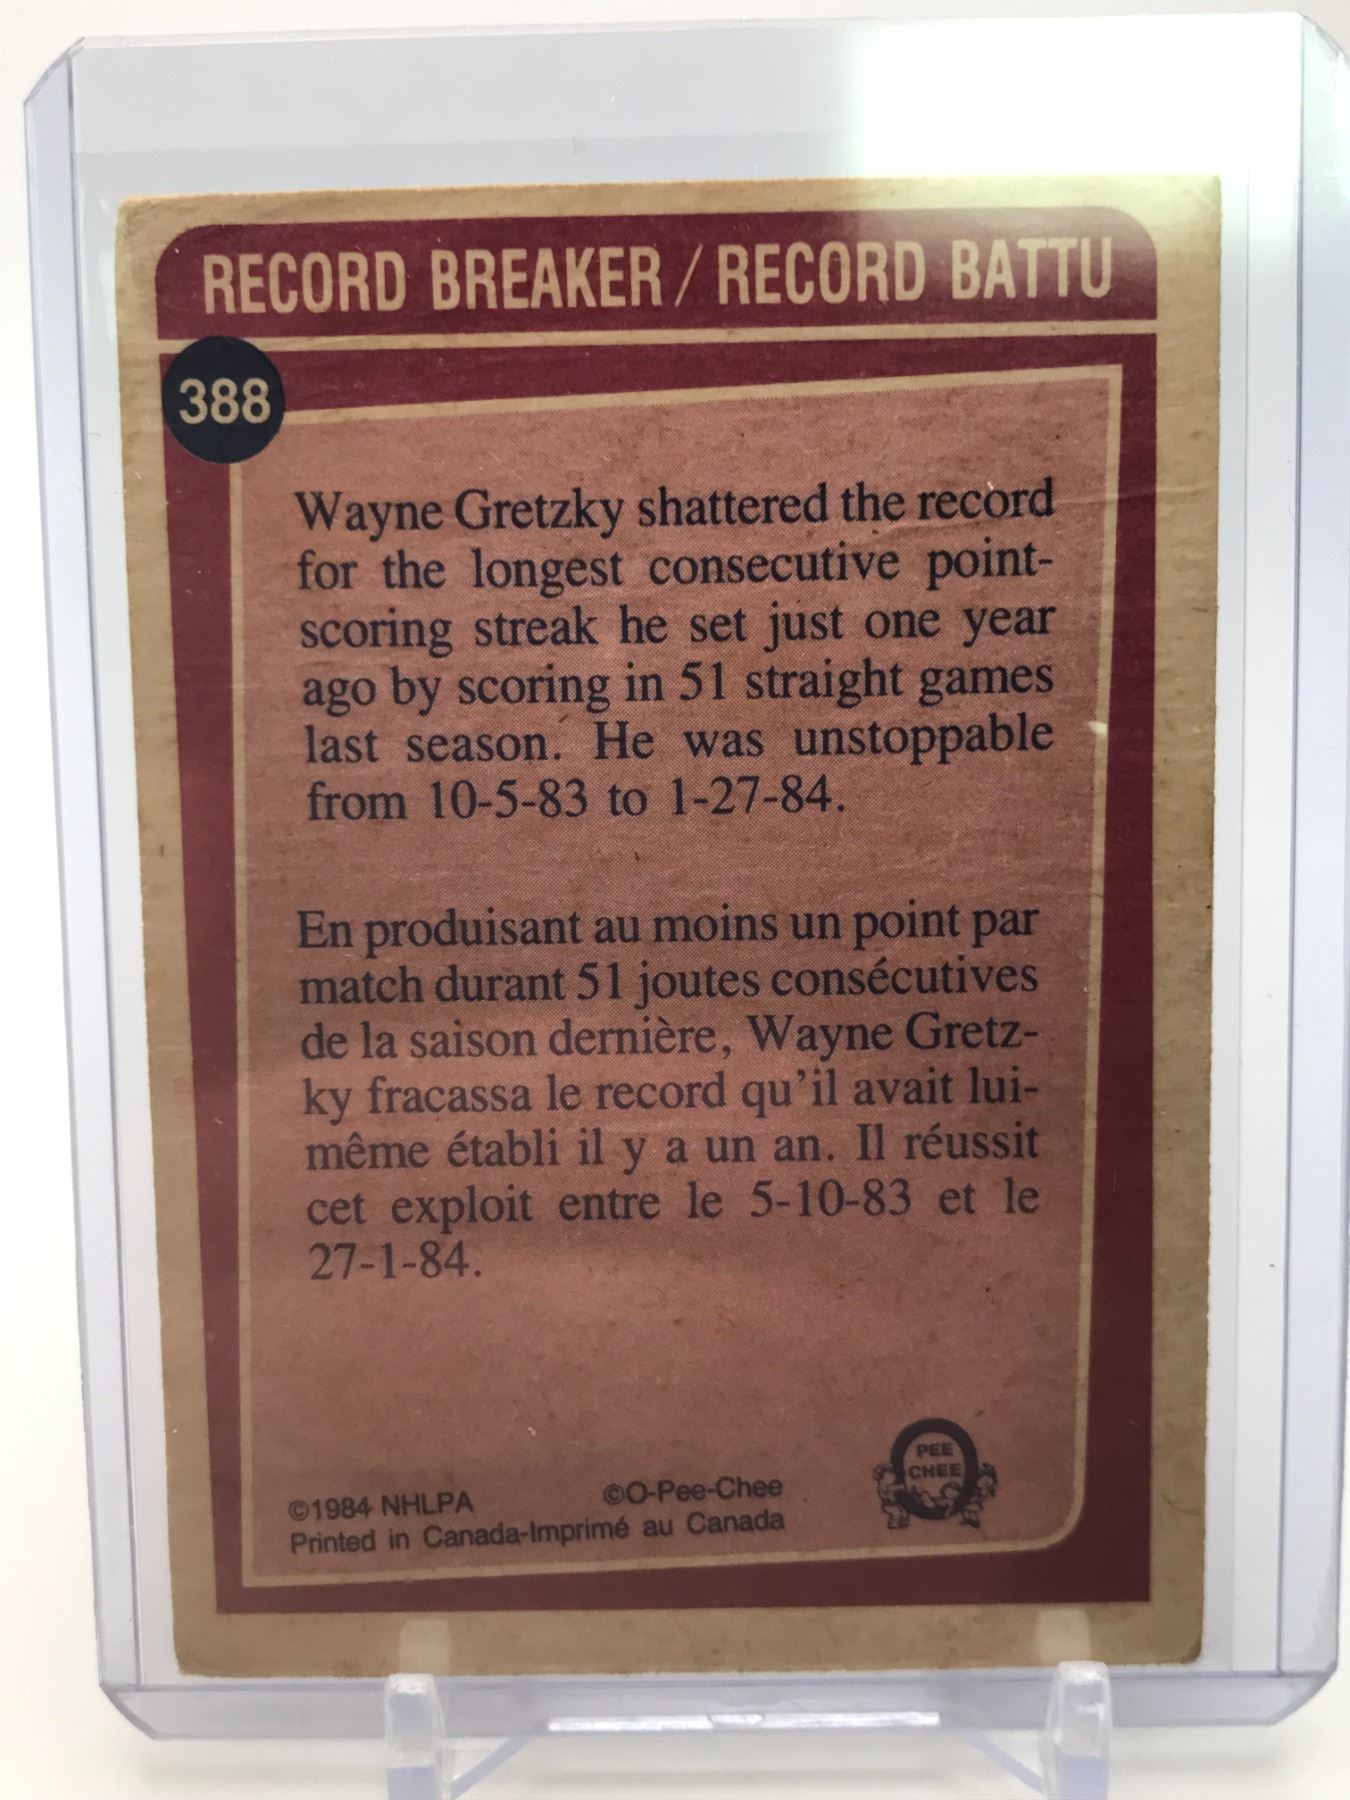 RECORD BREAKER / RECORD BATTU
388
Wayne Gretzky shattered the record
for the longest consecutive point-
scoring streak he set just one year
ago by scoring in 51 straight games
last season. He was unstoppable
from 10-5-83 to 1-27-84.
En produisant au moins un point par
match durant 51 joutes consécutives
de la saison dernière, Wayne Gretz-
ky fracassa le record qu'il avait lui-
même établi il y a un an. Il réussit
cet exploit entre le 5-10-83 et le
27-1-84.
©1984 NHLPA ©O-Pee-Chee
Printed in Canada-Imprimé au Canada
O
PEE
CHEE